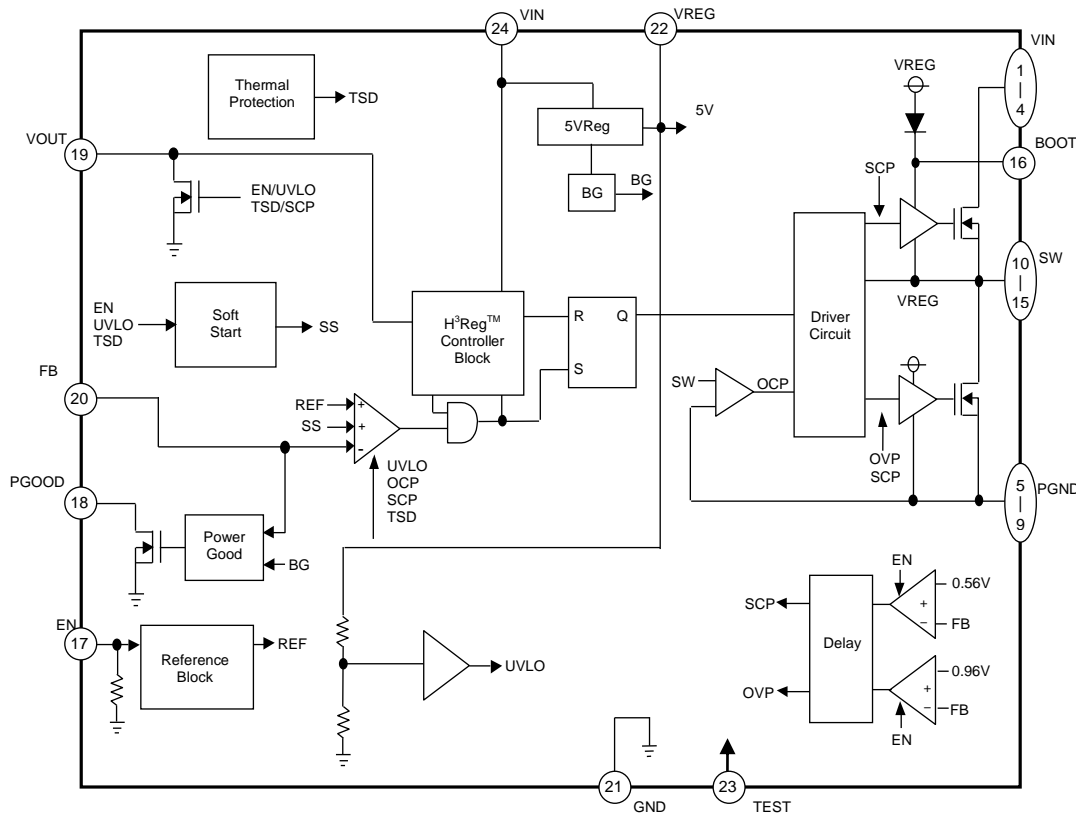 VIN
24
VREG
22
VIN
1
4
Thermal
Protection
TSD
VREG
5VReg
5V
VOUT
19
BOOT
16
EN/UVLO
TSD/SCP
BG
BG
SCP
SW
10
15
VREG
EN
UVLO
TSD
Soft
Start
SS
H³Reg™
Controller
Block
R
Q
S
Driver
Circuit
FB
20
REF
SS
+
+
-
SW
OCP
UVLO
OCP
SCP
TSD
OVP
SCP
PGND
5
9
PGOOD
18
Power
Good
BG
EN
17
Reference
Block
REF
UVLO
EN
0.56V
SCP
+
−
FB
Delay
0.96V
OVP
+
−
FB
EN
21
GND
23
TEST